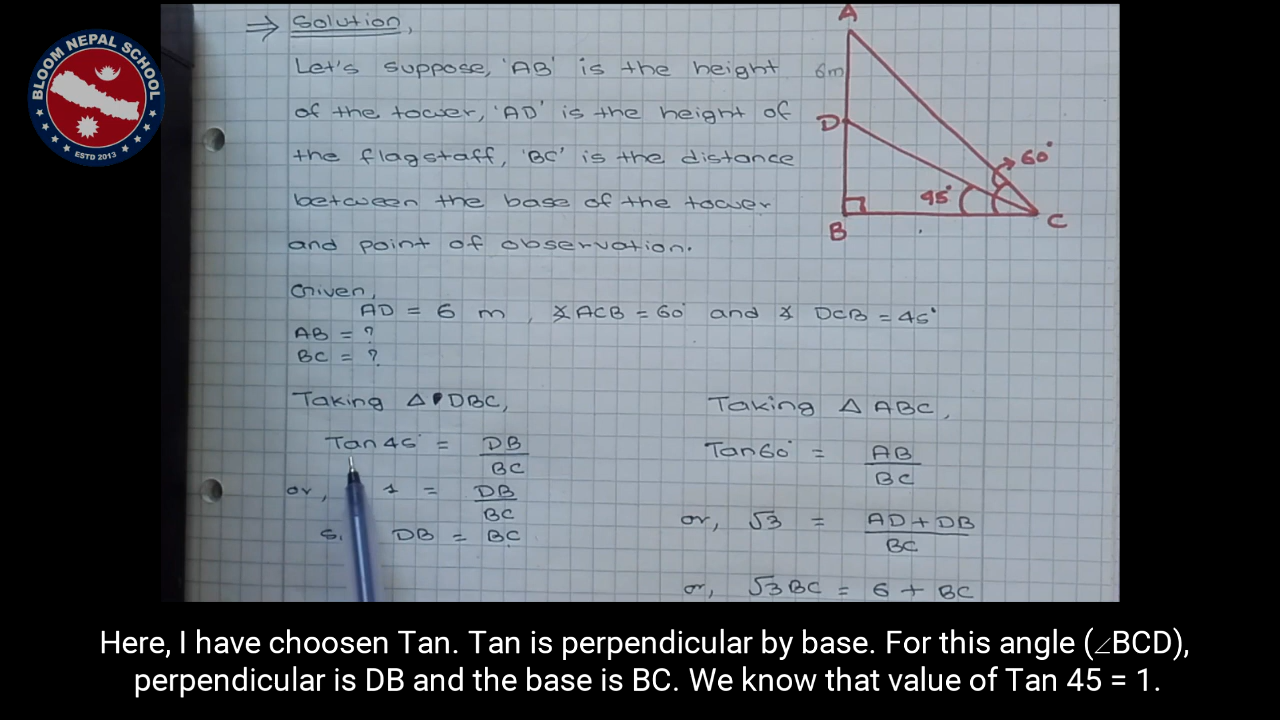 BLOOM NEPAL SCHOOL
ESTD 2013
⇒ Solution,
Let's suppose, 'AB' is the height
of the tower, 'AD' is the height of
the flagstaff, 'BC' is the distance
between the base of the tower
and point of observation.
A
6m
D
60°
45°
B
C
Given,
AD = 6 m, ∡ACB = 60° and ∡ DCB = 45°
AB = ?
BC = ?
Taking Δ DBC,
Tan 45° = DB/BC
or, 1 = DB/BC
DB = BC
Taking Δ ABC,
Tan60° = AB/BC
or, √3 = AD + DB/BC
or, √3 BC = 6 + BC
Here, I have choosen Tan. Tan is perpendicular by base. For this angle (∠BCD),
perpendicular is DB and the base is BC. We know that value of Tan 45 = 1.